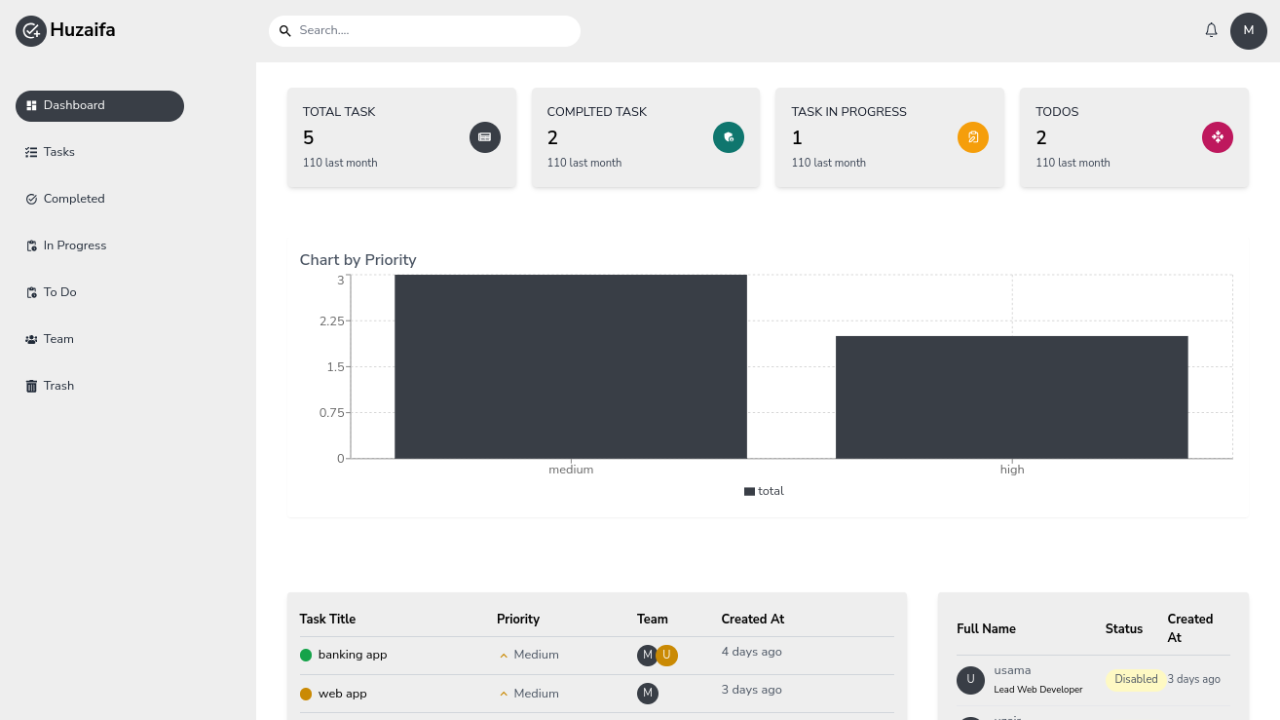 Huzaifa
Search....
M
Dashboard
Tasks
Completed
In Progress
To Do
Team
Trash
TOTAL TASK
5
110 last month
COMPLTED TASK
2
110 last month
TASK IN PROGRESS
1
110 last month
TODOS
2
110 last month
Chart by Priority
3
2.25
1.5
0.75
0
medium
high
total
Task Title Priority Team Created At
banking app Medium M U 4 days ago
web app Medium M 3 days ago
Full Name Status Created At
U usama Disabled 3 days ago
Lead Web Developer